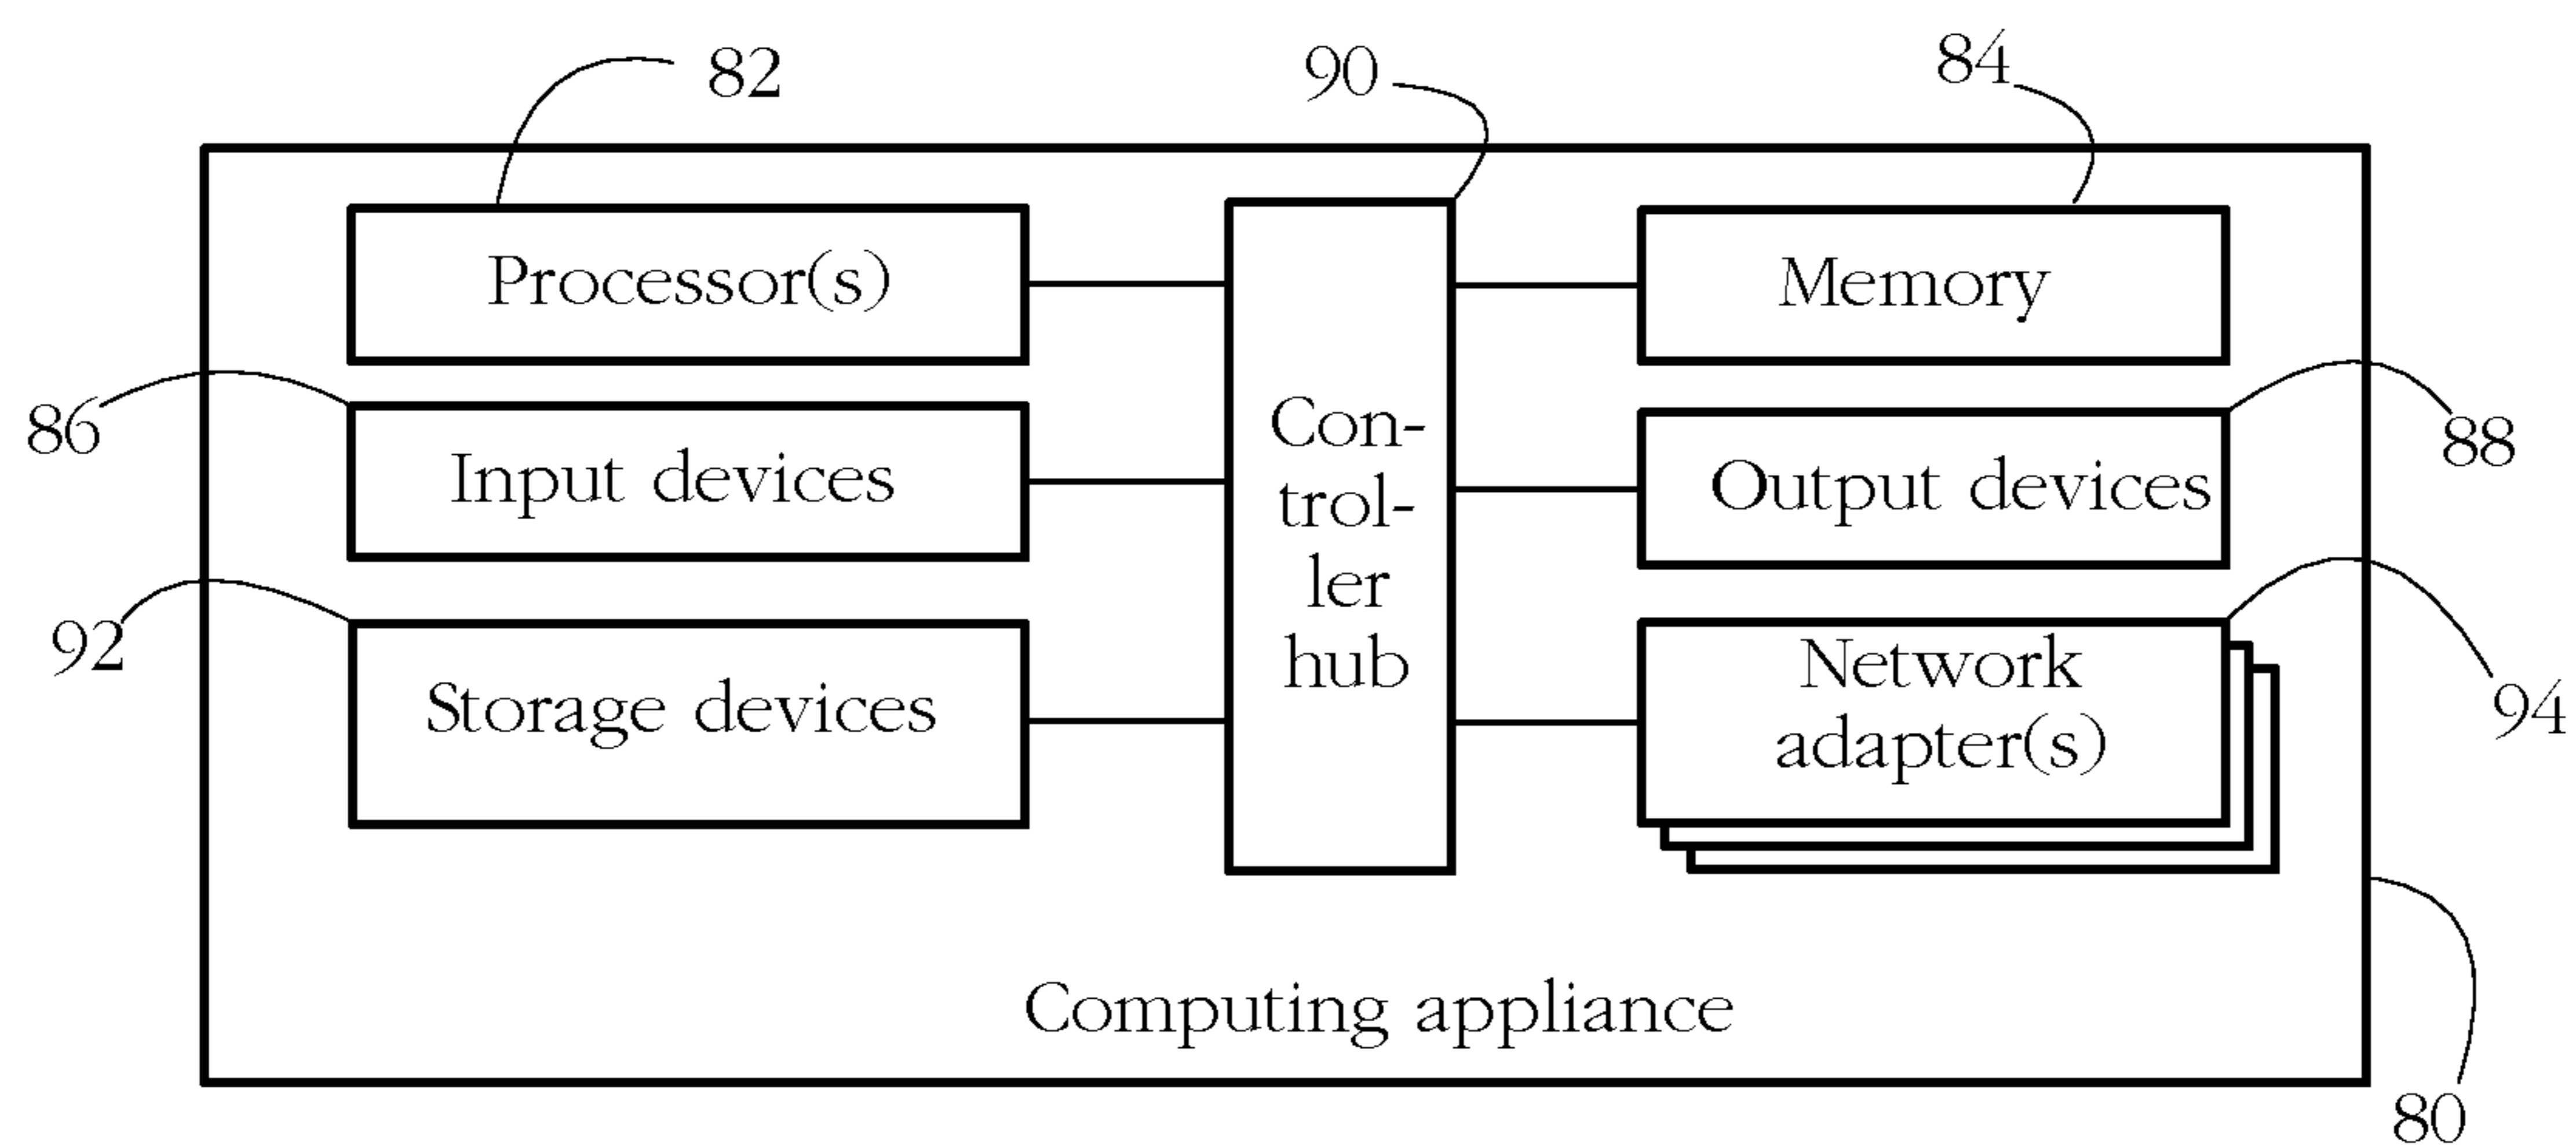 82
90
84
Processor(s)
Memory
86
Input devices
Con-
trol-
ler
hub
Output devices
88
92
Storage devices
Network
adapter(s)
94
Computing appliance
80